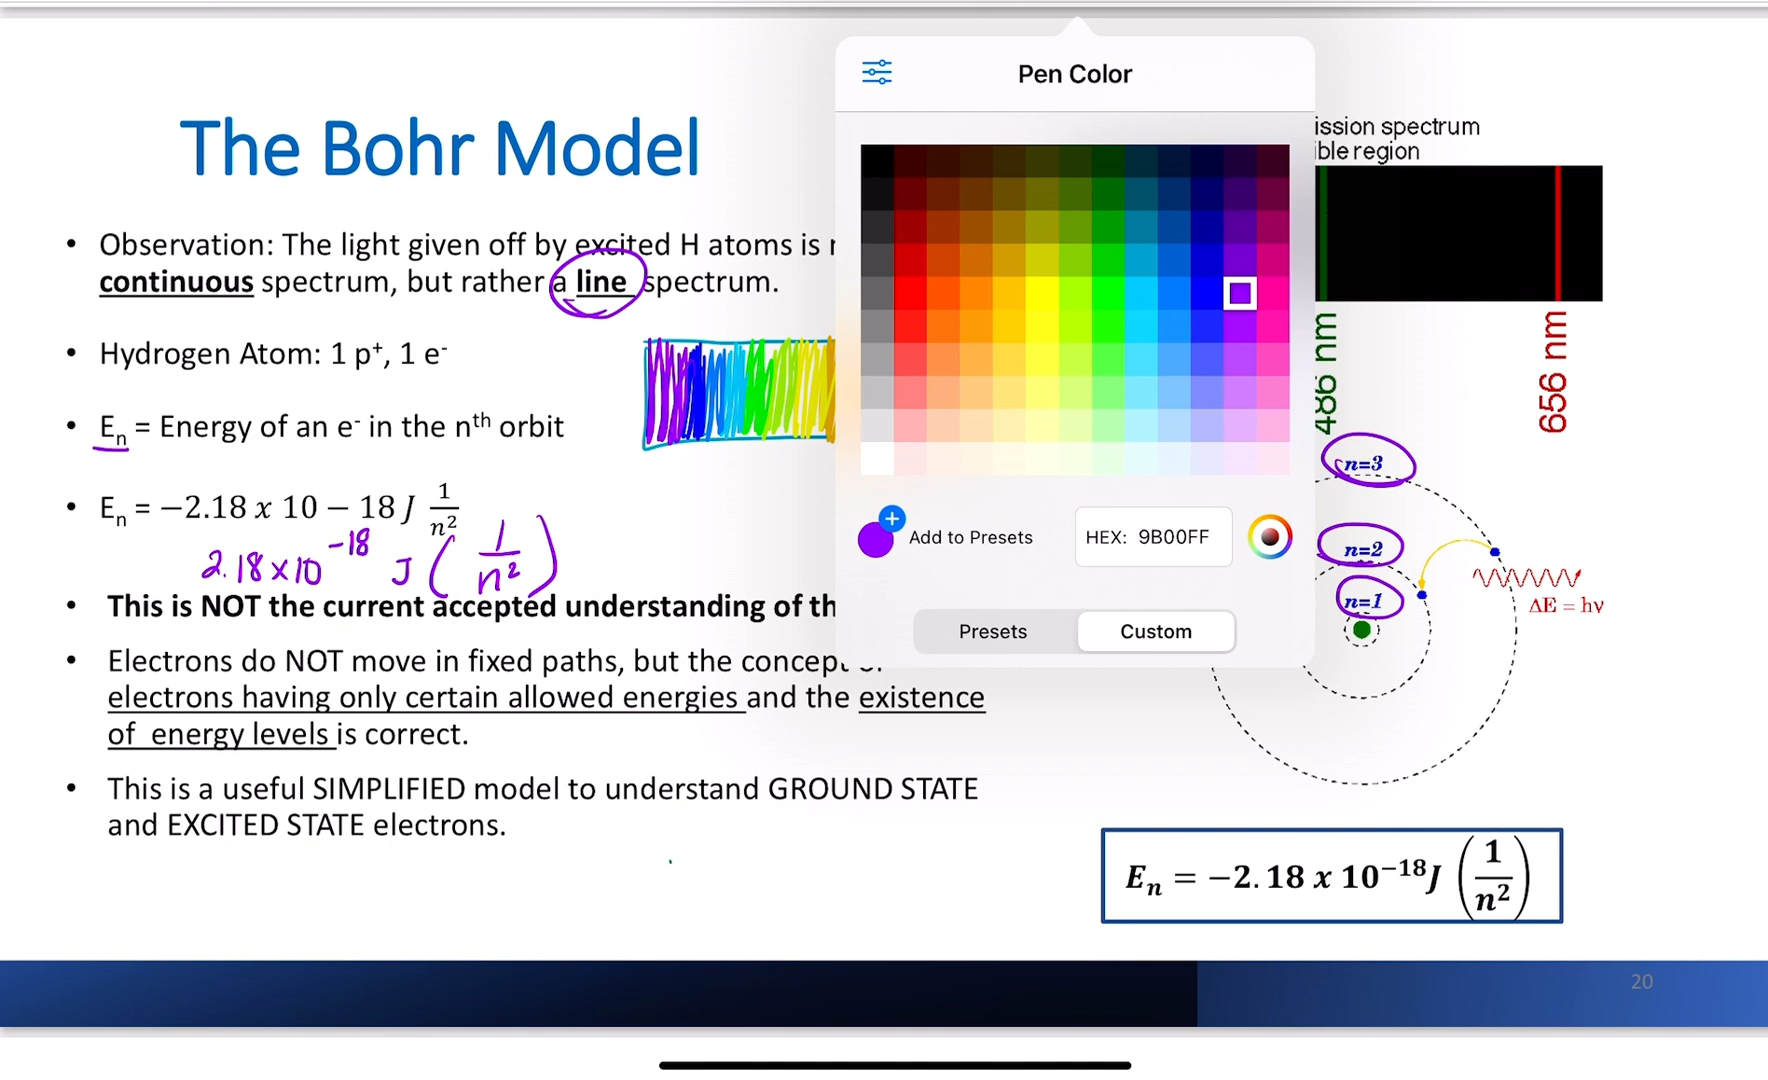 Pen Color
The Bohr Model
ission spectrum
ible region
• Observation: The light given off by excited H atoms is
continuous spectrum, but rather a line spectrum.
• Hydrogen Atom: 1 p⁺, 1 e⁻
• Eₙ = Energy of an e⁻ in the nᵗʰ orbit
• Eₙ = −2.18 x 10 − 18 J 1/n²
2.18 x 10⁻¹⁸ J (1/n²)
• This is NOT the current accepted understanding of th
• Electrons do NOT move in fixed paths, but the concept
electrons having only certain allowed energies and the existence
of energy levels is correct.
• This is a useful SIMPLIFIED model to understand GROUND STATE
and EXCITED STATE electrons.
Add to Presets
HEX: 9B00FF
Presets
Custom
486 nm
656 nm
n=3
n=2
n=1
ΔE = hν
Eₙ = −2.18 x 10⁻¹⁸J (1/n²)
20